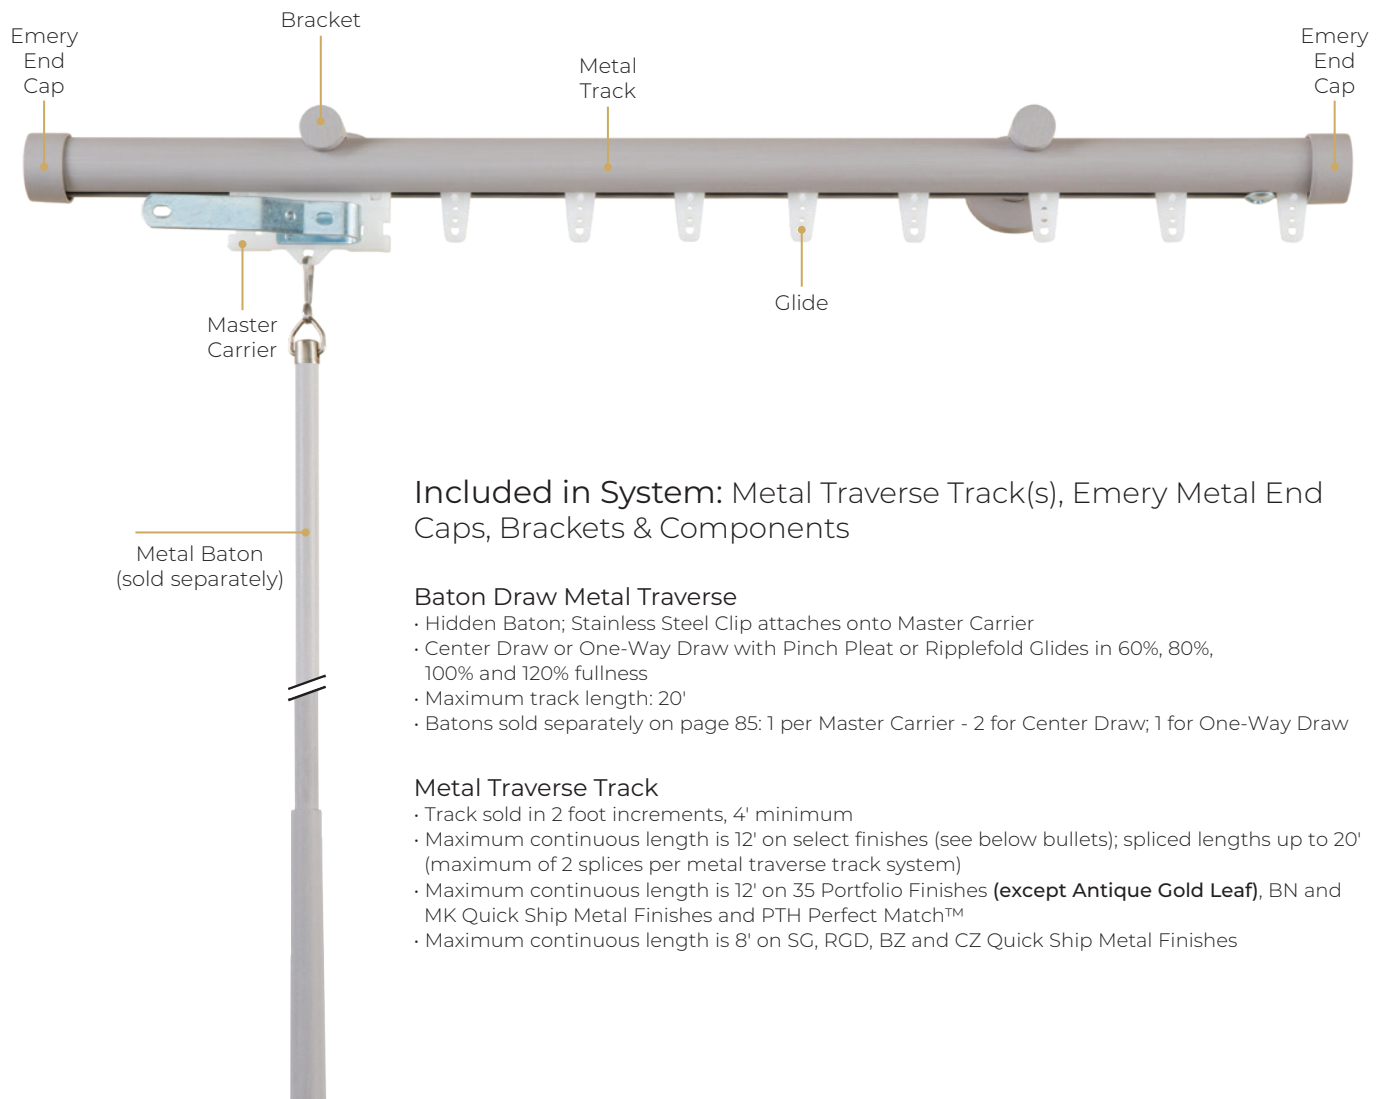 Bracket
Emery
End
Cap
Metal
Track
Emery
End
Cap
Glide
Master
Carrier
Metal Baton
(sold separately)
Included in System: Metal Traverse Track(s), Emery Metal End
Caps, Brackets & Components
Baton Draw Metal Traverse
· Hidden Baton; Stainless Steel Clip attaches onto Master Carrier
· Center Draw or One-Way Draw with Pinch Pleat or Ripplefold Glides in 60%, 80%,
100% and 120% fullness
· Maximum track length: 20'
· Batons sold separately on page 85: 1 per Master Carrier - 2 for Center Draw; 1 for One-Way Draw
Metal Traverse Track
· Track sold in 2 foot increments, 4' minimum
· Maximum continuous length is 12' on select finishes (see below bullets); spliced lengths up to 20'
(maximum of 2 splices per metal traverse track system)
· Maximum continuous length is 12' on 35 Portfolio Finishes (except Antique Gold Leaf), BN and
MK Quick Ship Metal Finishes and PTH Perfect Match™
· Maximum continuous length is 8' on SG, RGD, BZ and CZ Quick Ship Metal Finishes